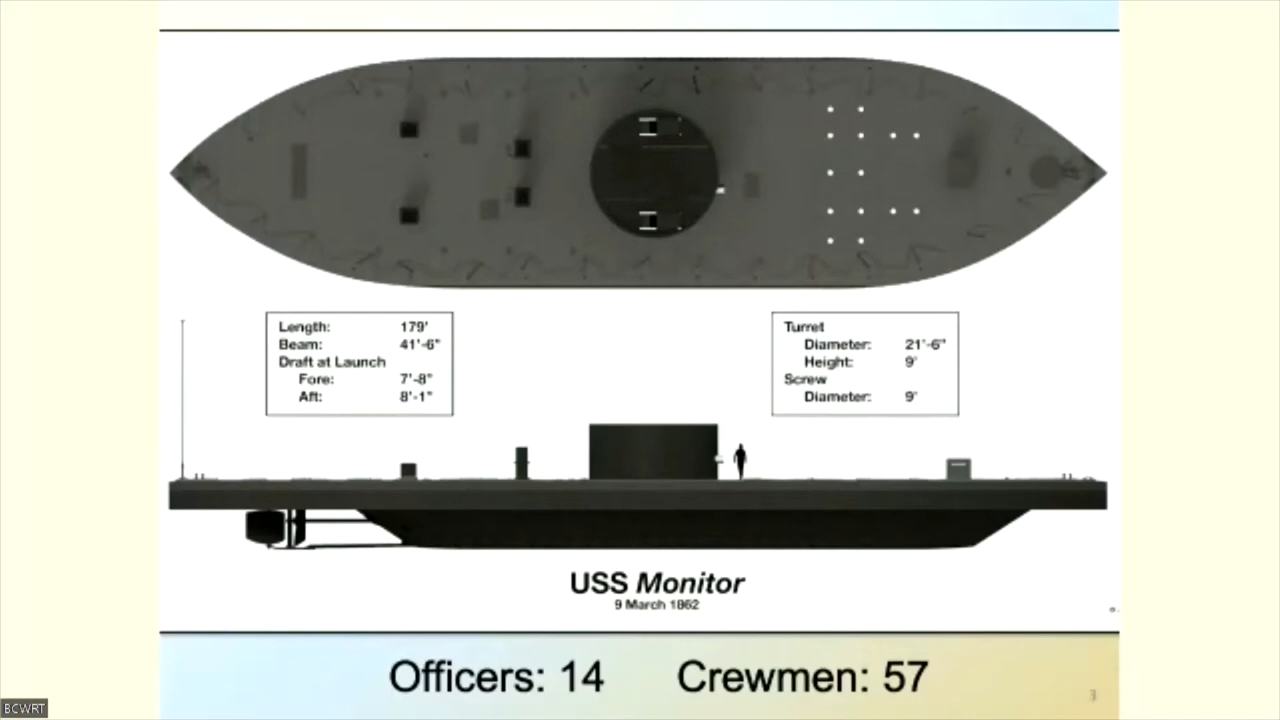 Length: 179'
Beam: 41'-6"
Draft at Launch
Fore: 7'-8"
Aft: 8'-1"
Turret
Diameter: 21'-6"
Height: 9'
Screw
Diameter: 9'
USS Monitor
9 March 1862
Officers: 14 Crewmen: 57
3
BCWRT